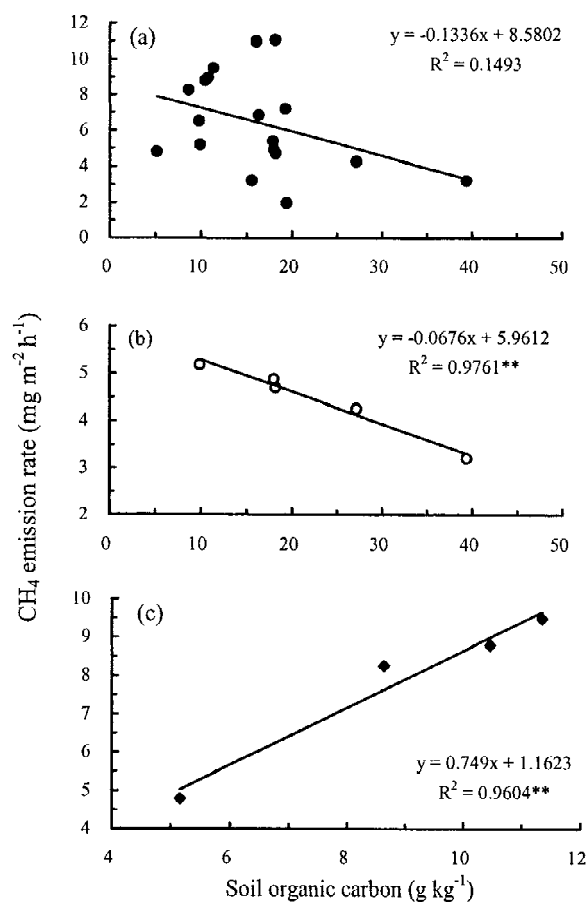 CH₄ emission rate (mg m⁻² h⁻¹)
(a)
y = -0.1336x + 8.5802
R² = 0.1493
12
10
8
6
4
2
0
0 10 20 30 40 50
(b)
y = -0.0676x + 5.9612
R² = 0.9761**
6
5
4
3
2
0 10 20 30 40 50
(c)
y = 0.749x + 1.1623
R² = 0.9604**
10
9
8
7
6
5
4
4 6 8 10 12
Soil organic carbon (g kg⁻¹)